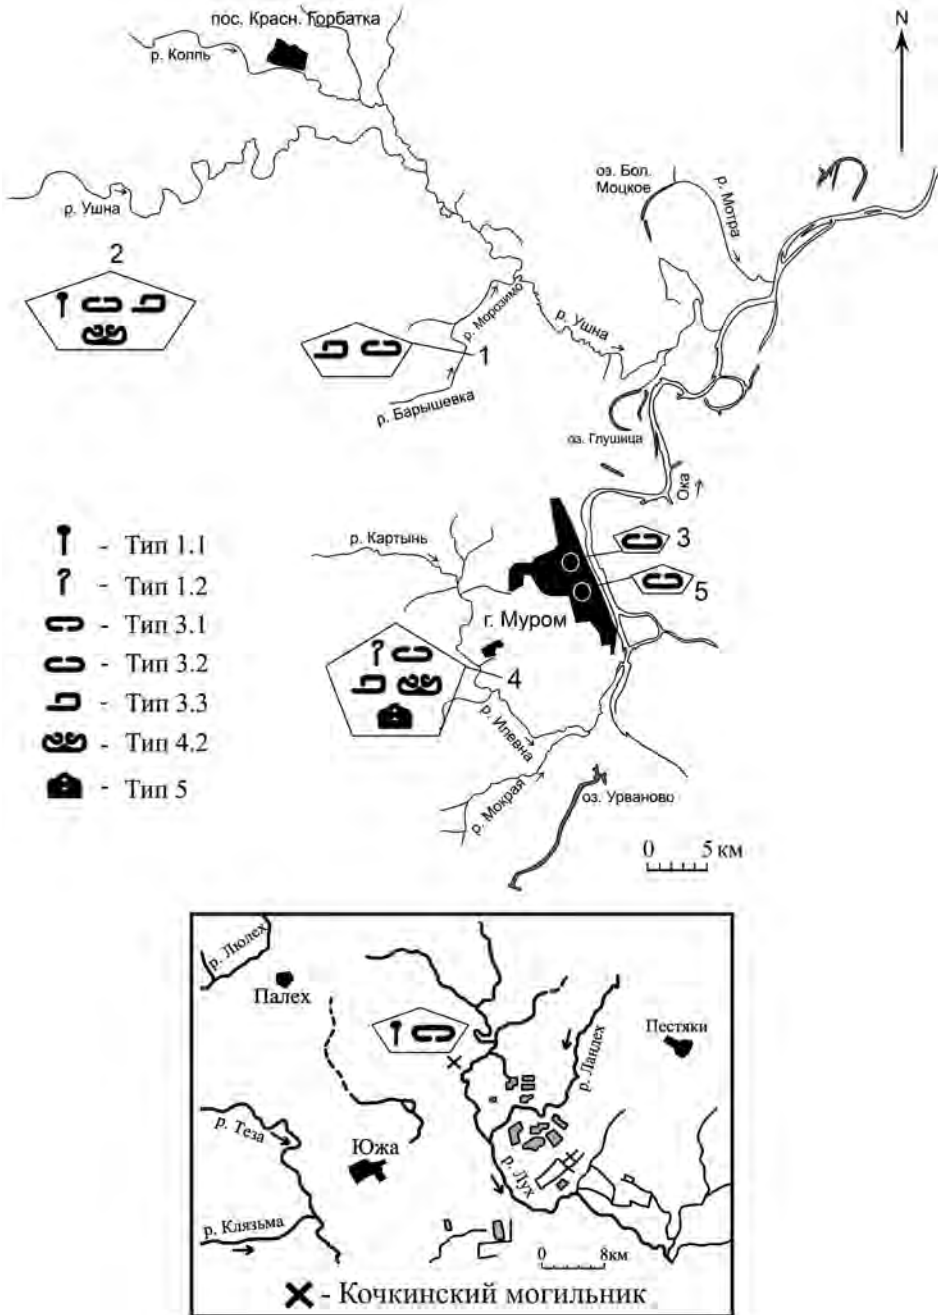 пос. Красн. Горбатка
N
р. Колпь
оз. Бол.
Моцкое
р. Мотра
р. Ушна
2
р. Морозимо
р. Ушна
1
р. Барышевка
оз. Глушица
Ока
р. Картынь
3
5
г. Муром
4
р. Илевна
р. Мокрая
оз. Урваново
- Тип 1.1
- Тип 1.2
- Тип 3.1
- Тип 3.2
- Тип 3.3
- Тип 4.2
- Тип 5
0 5 км
р. Люлех
Палех
Пестяки
р. Ландех
р. Теза
Южа
р. Лух
р. Клязьма
0 8км
- Кочкинский могильник